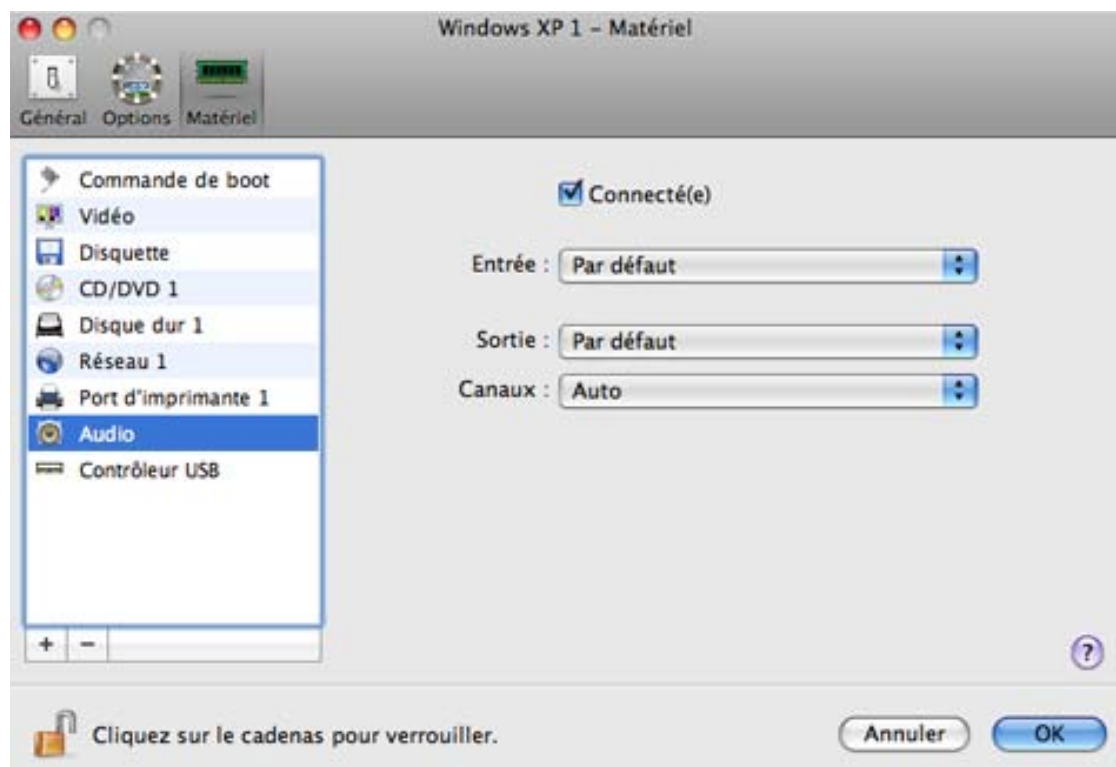 Windows XP 1 – Matériel
Général Options Matériel
Commande de boot
Vidéo
Disquette
CD/DVD 1
Disque dur 1
Réseau 1
Port d'imprimante 1
Audio
Contrôleur USB
+ −
Connecté(e)
Entrée : Par défaut
Sortie : Par défaut
Canaux : Auto
?
Cliquez sur le cadenas pour verrouiller.
Annuler OK